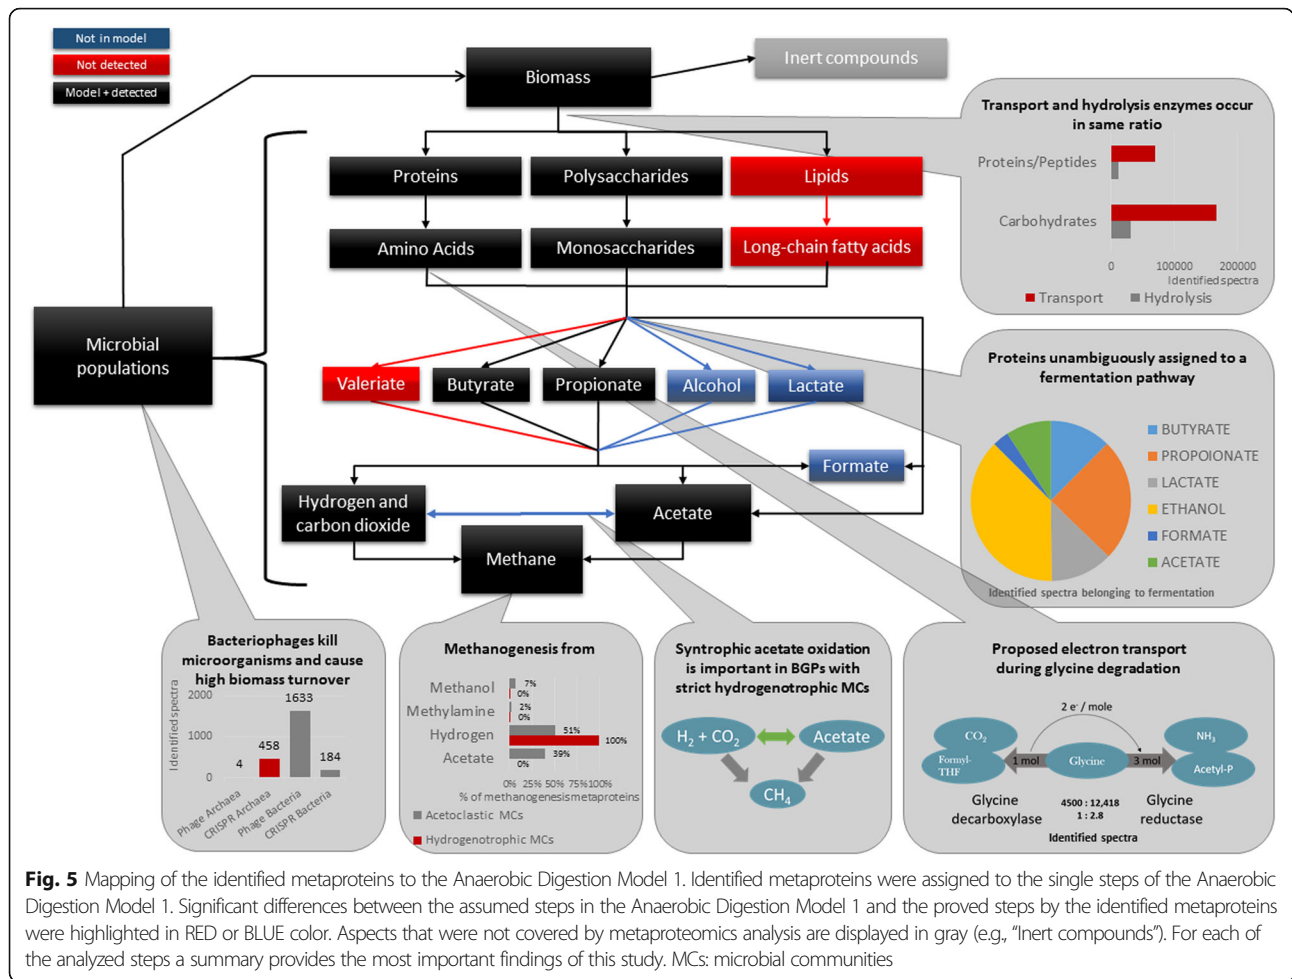 Not in model
Not detected
Model + detected
Biomass
Inert compounds
Proteins
Polysaccharides
Lipids
Amino Acids
Monosaccharides
Long-chain fatty acids
Microbial
populations
Valeriate
Butyrate
Propionate
Alcohol
Lactate
Formate
Hydrogen and
carbon dioxide
Acetate
Methane
Transport and hydrolysis enzymes occur
in same ratio
Proteins/Peptides
Carbohydrates
0 100000 200000
Identified spectra
Transport Hydrolysis
Proteins unambiguously assigned to a
fermentation pathway
BUTYRATE
PROPOIONATE
LACTATE
ETHANOL
FORMATE
ACETATE
Identified spectra belonging to fermentation
Bacteriophages kill
microorganisms and cause
high biomass turnover
Identified spectra
2000
1000
0
4
458
1633
184
Phage Archaea
CRISPR Archaea
Phage Bacteria
CRISPR Bacteria
Methanogenesis from
Methanol 7%
0%
Methylamine 2%
0%
Hydrogen 51%
100%
Acetate 39%
0%
0% 25% 50% 75% 100%
% of methanogenesis metaproteins
Acetoclastic MCs
Hydrogenotrophic MCs
Syntrophic acetate oxidation
is important in BGPs with
strict hydrogenotrophic MCs
H₂ + CO₂
Acetate
CH₄
Proposed electron transport
during glycine degradation
2 e⁻ / mole
CO₂
Formyl-
THF
1 mol
Glycine
3 mol
NH₃
Acetyl-P
Glycine
decarboxylase
4500 : 12,418
1 : 2.8
Glycine
reductase
Identified spectra
Fig. 5 Mapping of the identified metaproteins to the Anaerobic Digestion Model 1. Identified metaproteins were assigned to the single steps of the Anaerobic
Digestion Model 1. Significant differences between the assumed steps in the Anaerobic Digestion Model 1 and the proved steps by the identified metaproteins
were highlighted in RED or BLUE color. Aspects that were not covered by metaproteomics analysis are displayed in gray (e.g., “Inert compounds”). For each of
the analyzed steps a summary provides the most important findings of this study. MCs: microbial communities